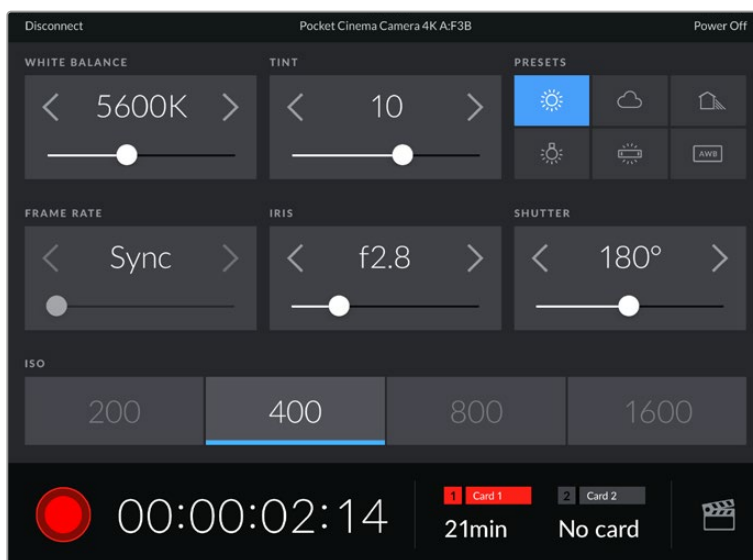 Disconnect Pocket Cinema Camera 4K A:F3B Power Off
WHITE BALANCE TINT PRESETS
5600K 10
AWB
FRAME RATE IRIS SHUTTER
Sync f2.8 180°
ISO
200 400 800 1600
1 Card 1 2 Card 2
00:00:02:14 21min No card